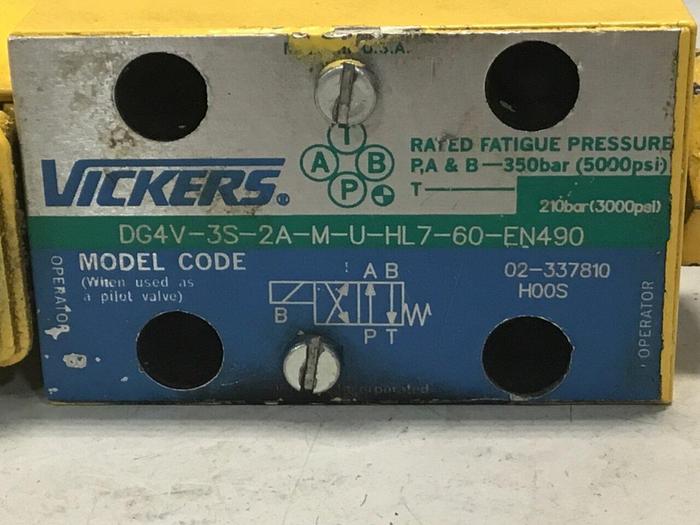 U.S.A.
T
A B
P
VICKERS®
RATED FATIGUE PRESSURE
P,A & B—350bar (5000psi)
T—
210bar(3000psi)
DG4V-3S-2A-M-U-HL7-60-EN490
OPERATOR
MODEL CODE
(When used as
a pilot valve)
A B
B
P T
02-337810
H00S
OPERATOR